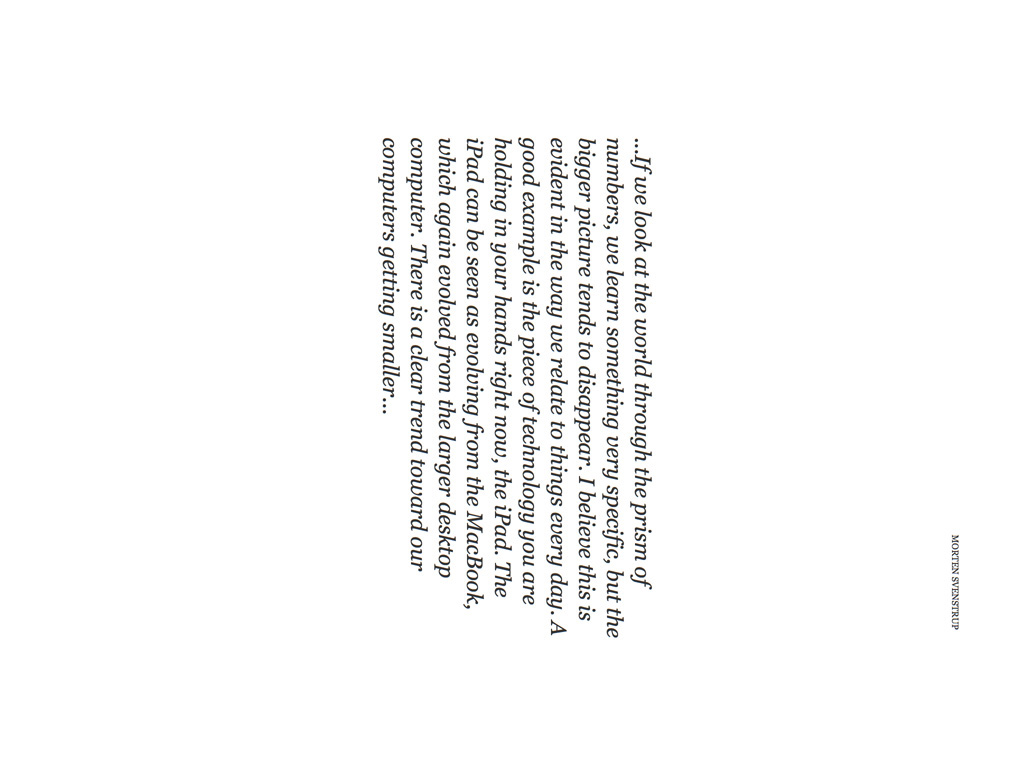 MORTEN SVENSTRUP
...If we look at the world through the prism of
numbers, we learn something very specific, but the
bigger picture tends to disappear. I believe this is
evident in the way we relate to things every day. A
good example is the piece of technology you are
holding in your hands right now, the iPad. The
iPad can be seen as evolving from the MacBook,
which again evolved from the larger desktop
computer. There is a clear trend toward our
computers getting smaller...